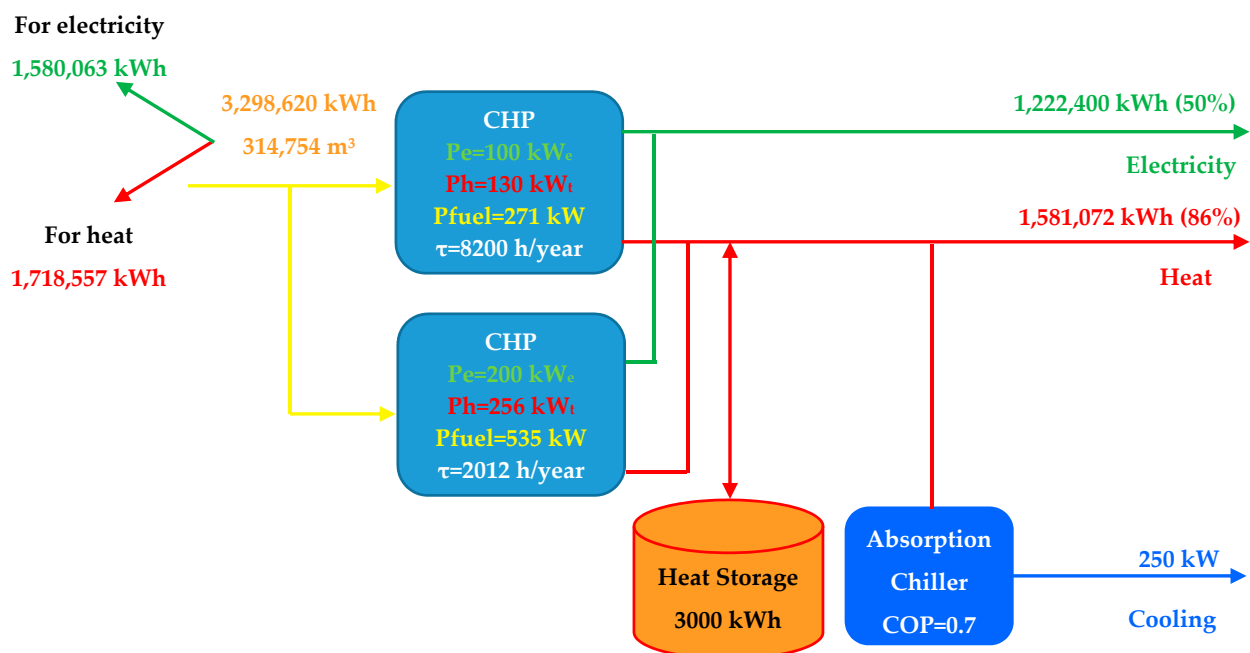 For electricity
1,580,063 kWh
3,298,620 kWh
314,754 m³
For heat
1,718,557 kWh
CHP
Pe=100 kWₑ
Ph=130 kWₜ
Pfuel=271 kW
τ=8200 h/year
1,222,400 kWh (50%)
Electricity
1,581,072 kWh (86%)
Heat
CHP
Pe=200 kWₑ
Ph=256 kWₜ
Pfuel=535 kW
τ=2012 h/year
Heat Storage
3000 kWh
Absorption
Chiller
COP=0.7
250 kW
Cooling